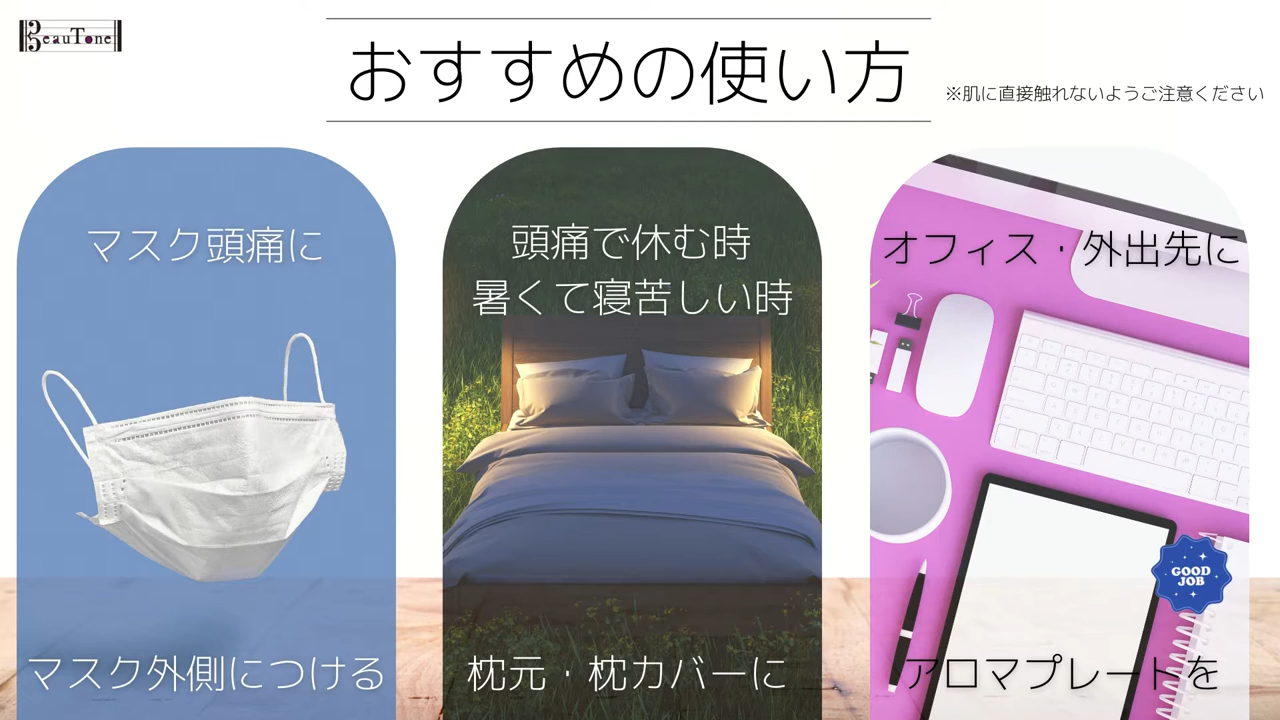 BeauTone
おすすめの使い方
※肌に直接触れないようご注意ください
マスク頭痛に
マスク外側につける
頭痛で休む時
暑くて寝苦しい時
枕元・枕カバーに
オフィス・外出先に
GOOD
JOB
アロマプレートを